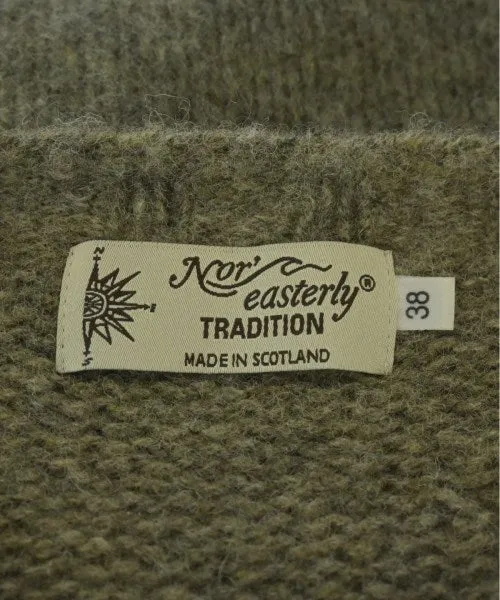 Nor'
easterly®
TRADITION
MADE IN SCOTLAND
38
N
S